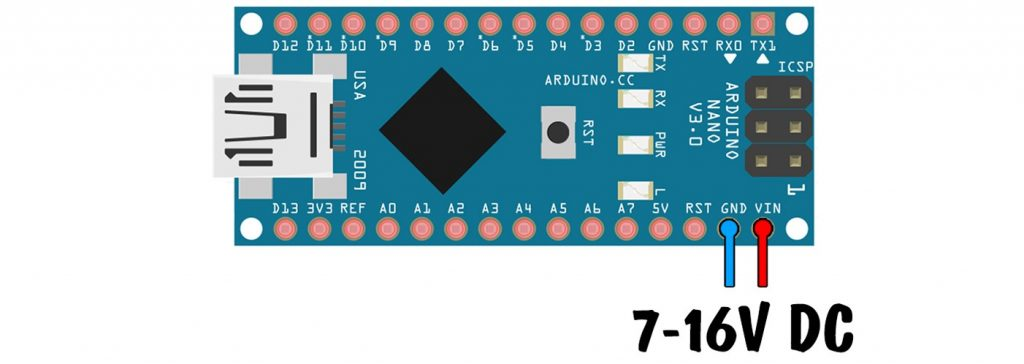 D12 D11 D10 D9 D8 D7 D6 D5 D4 D3 D2 GND RST RX0 TX1
ARDUINO.CC
TX
RX
PWR
L
RST
ICSP
ARDUINO
NANO
V3.0
1
USA
2009
D13 3V3 REF A0 A1 A2 A3 A4 A5 A6 A7 5V RST GND VIN
7-16V DC